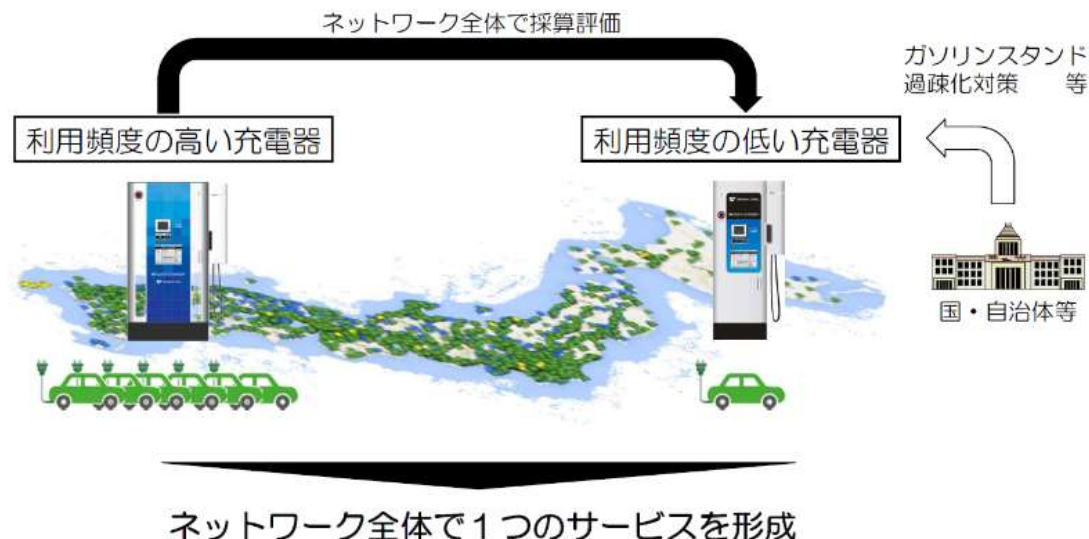 ネットワーク全体で採算評価
ガソリンスタンド
過疎化対策　　等
利用頻度の高い充電器
利用頻度の低い充電器
国・自治体等
ネットワーク全体で１つのサービスを形成